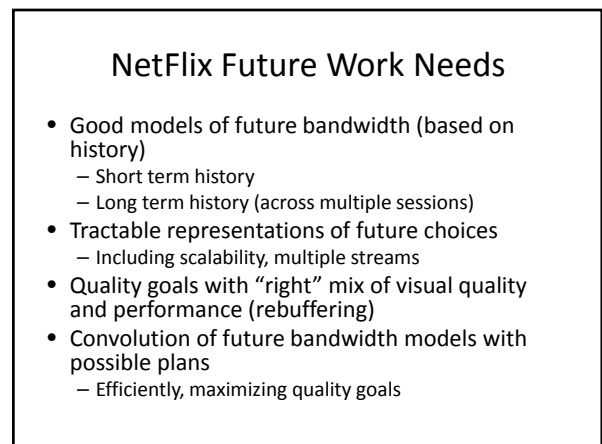 NetFlix Future Work Needs
• Good models of future bandwidth (based on
history)
– Short term history
– Long term history (across multiple sessions)
• Tractable representations of future choices
– Including scalability, multiple streams
• Quality goals with “right” mix of visual quality
and performance (rebuffering)
• Convolution of future bandwidth models with
possible plans
– Efficiently, maximizing quality goals